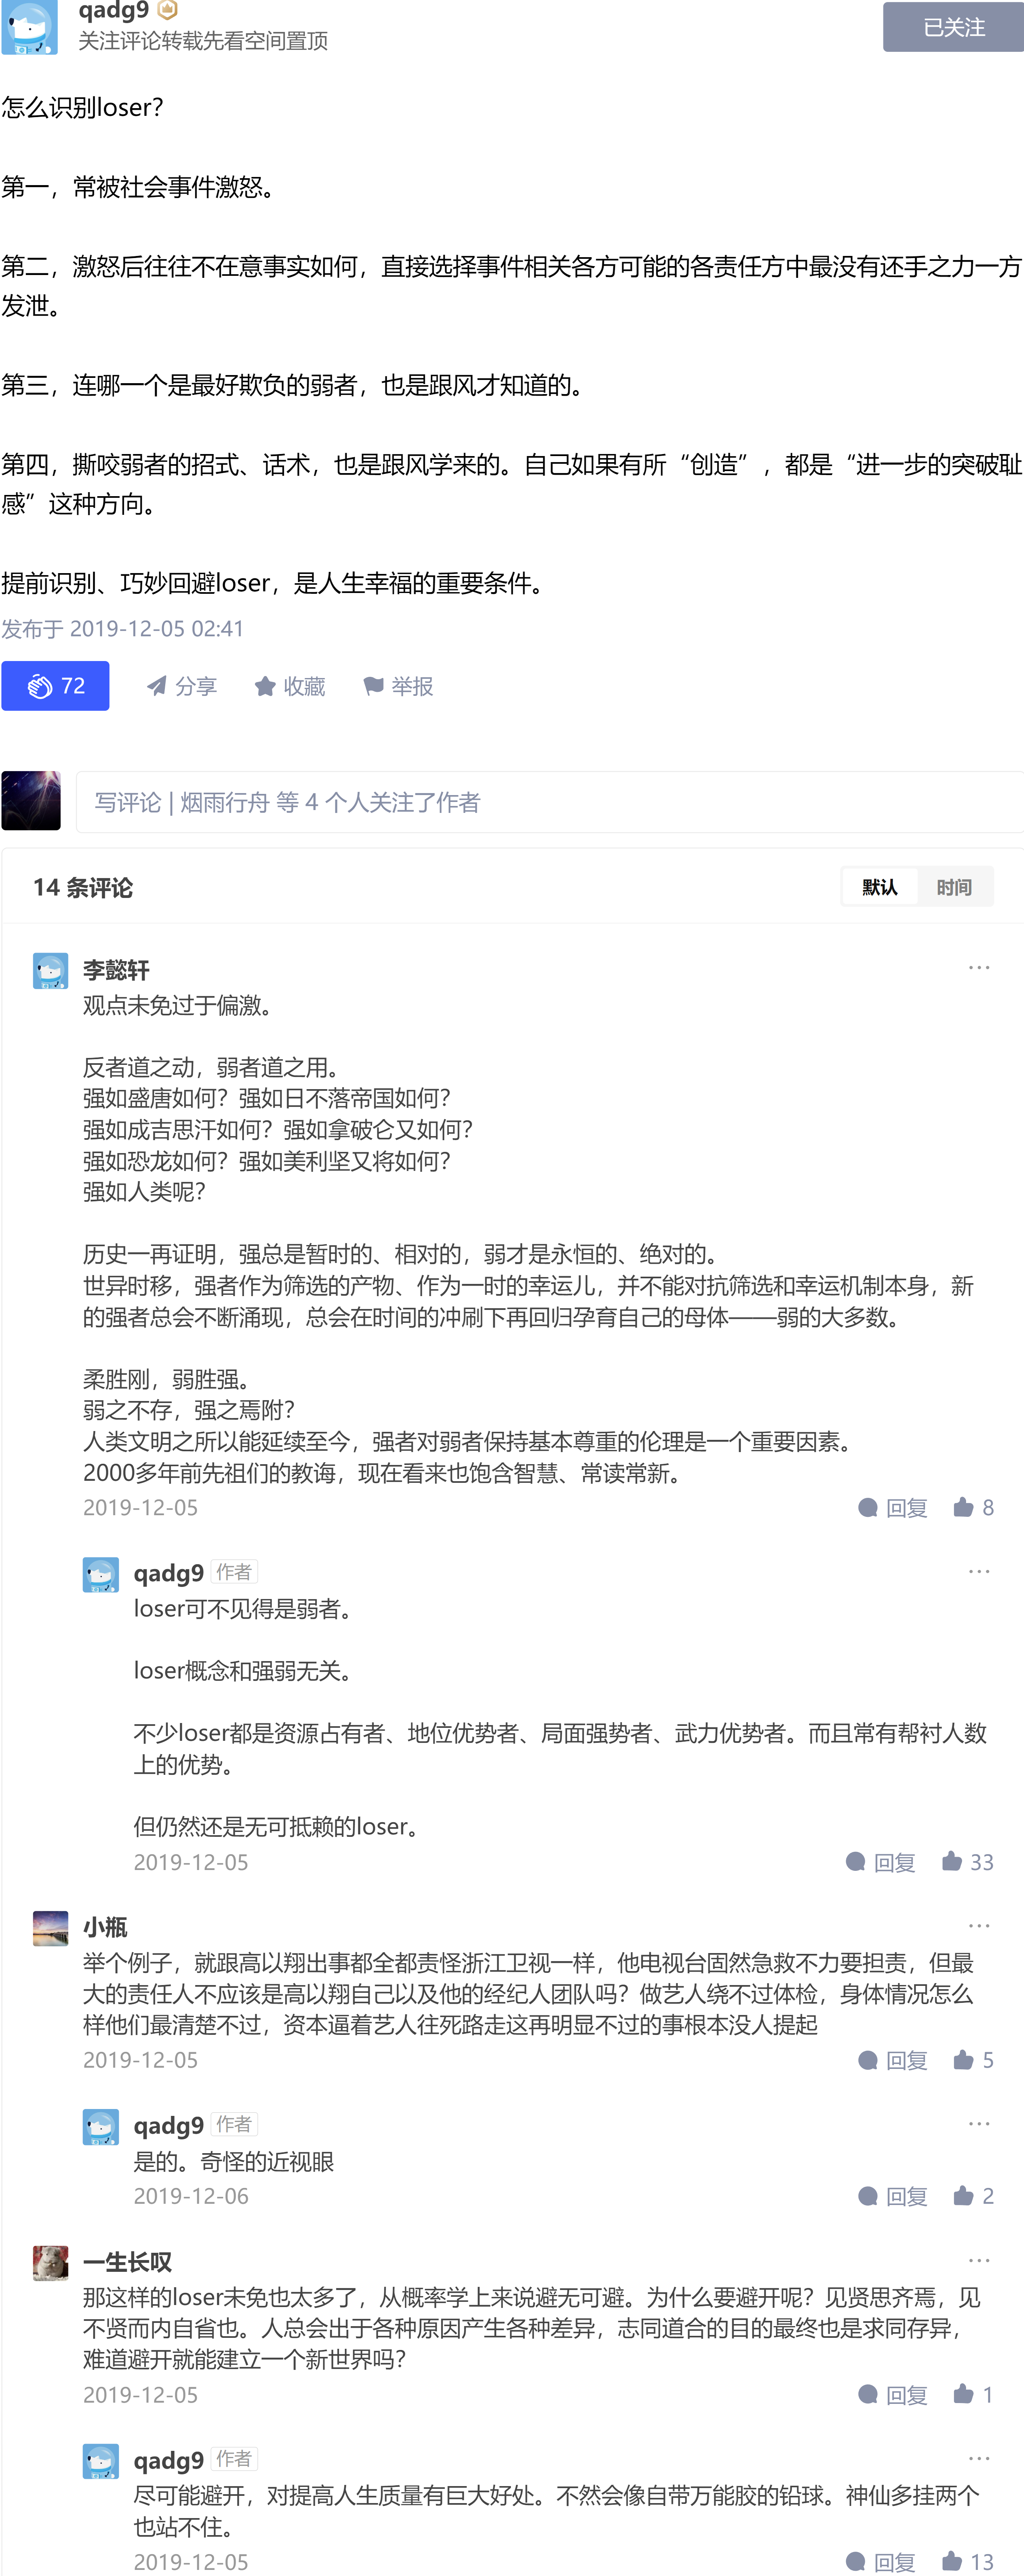 qadg9
关注评论转载先看空间置顶
已关注
怎么识别loser？
第一，常被社会事件激怒。
第二，激怒后往往不在意事实如何，直接选择事件相关各方可能的各责任方中最没有还手之力一方
发泄。
第三，连哪一个是最好欺负的弱者，也是跟风才知道的。
第四，撕咬弱者的招式、话术，也是跟风学来的。自己如果有所“创造”，都是“进一步的突破耻
感”这种方向。
提前识别、巧妙回避loser，是人生幸福的重要条件。
发布于 2019-12-05 02:41
72 分享 收藏 举报
写评论 | 烟雨行舟 等 4 个人关注了作者
14 条评论
默认 时间
李懿轩
观点未免过于偏激。
反者道之动，弱者道之用。
强如盛唐如何？强如日不落帝国如何？
强如成吉思汗如何？强如拿破仑又如何？
强如恐龙如何？强如美利坚又将如何？
强如人类呢？
历史一再证明，强总是暂时的、相对的，弱才是永恒的、绝对的。
世异时移，强者作为筛选的产物、作为一时的幸运儿，并不能对抗筛选和幸运机制本身，新
的强者总会不断涌现，总会在时间的冲刷下再回归孕育自己的母体——弱的大多数。
柔胜刚，弱胜强。
弱之不存，强之焉附？
人类文明之所以能延续至今，强者对弱者保持基本尊重的伦理是一个重要因素。
2000多年前先祖们的教诲，现在看来也饱含智慧、常读常新。
2019-12-05 回复 8
qadg9 作者
loser可不见得是弱者。
loser概念和强弱无关。
不少loser都是资源占有者、地位优势者、局面强势者、武力优势者。而且常有帮衬人数
上的优势。
但仍然还是无可抵赖的loser。
2019-12-05 回复 33
小瓶
举个例子，就跟高以翔出事都全都责怪浙江卫视一样，他电视台固然急救不力要担责，但最
大的责任人不应该是高以翔自己以及他的经纪人团队吗？做艺人绕不过体检，身体情况怎么
样他们最清楚不过，资本逼着艺人往死路走这再明显不过的事根本没人提起
2019-12-05 回复 5
qadg9 作者
是的。奇怪的近视眼
2019-12-06 回复 2
一生长叹
那这样的loser未免也太多了，从概率学上来说避无可避。为什么要避开呢？见贤思齐焉，见
不贤而内自省也。人总会出于各种原因产生各种差异，志同道合的目的最终也是求同存异，
难道避开就能建立一个新世界吗？
2019-12-05 回复 1
qadg9 作者
尽可能避开，对提高人生质量有巨大好处。不然会像自带万能胶的铅球。神仙多挂两个
也站不住。
2019-12-05 回复 13